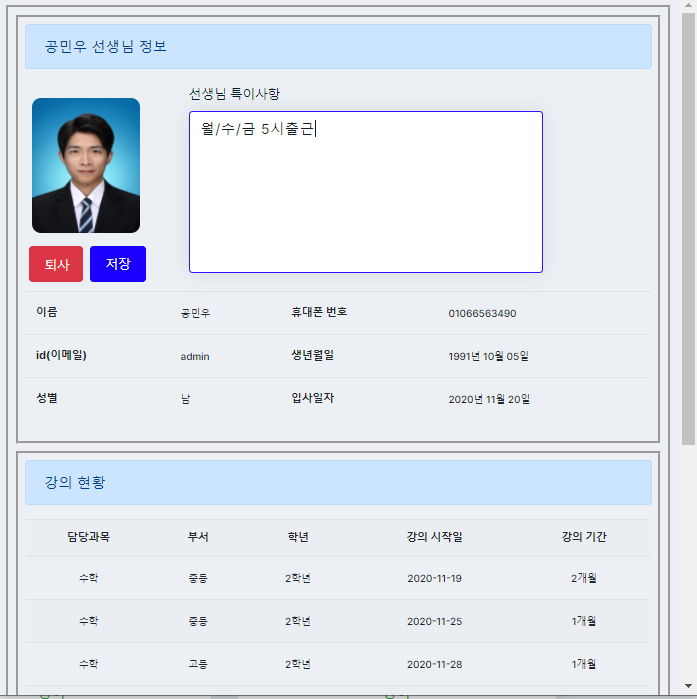 공민우 선생님 정보
선생님 특이사항
월/수/금 5시출근
퇴사 저장
이름 공민우 휴대폰 번호 01066563490
id(이메일) admin 생년월일 1991년 10월 05일
성별 남 입사일자 2020년 11월 20일
강의 현황
담당과목 부서 학년 강의 시작일 강의 기간
수학 중등 2학년 2020-11-19 2개월
수학 중등 2학년 2020-11-25 1개월
수학 고등 2학년 2020-11-28 1개월